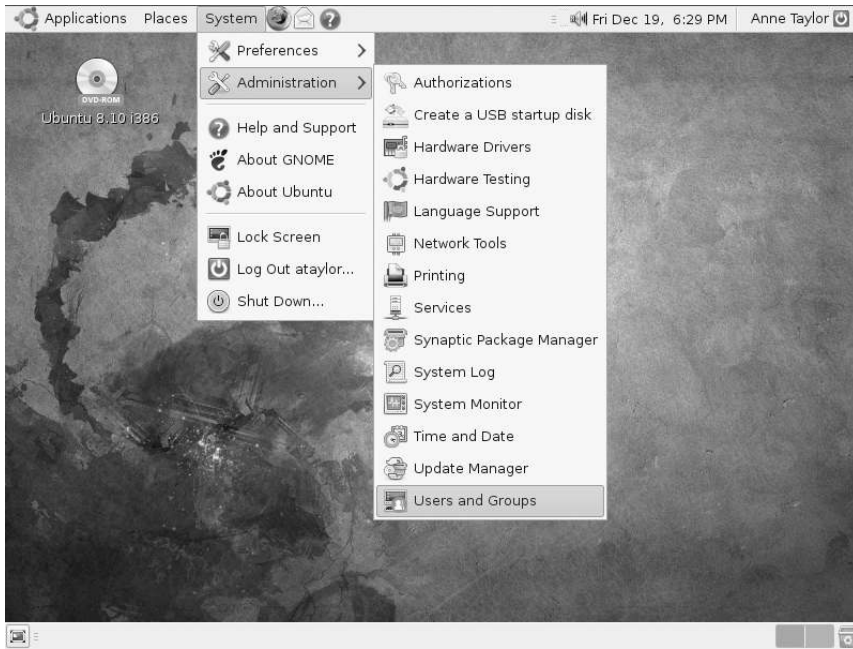 Applications Places System Fri Dec 19, 6:29 PM Anne Taylor
DVD-ROM
Ubuntu 8.10 i386
Preferences
Administration
Help and Support
About GNOME
About Ubuntu
Lock Screen
Log Out ataylor...
Shut Down...
Authorizations
Create a USB startup disk
Hardware Drivers
Hardware Testing
Language Support
Network Tools
Printing
Services
Synaptic Package Manager
System Log
System Monitor
Time and Date
Update Manager
Users and Groups